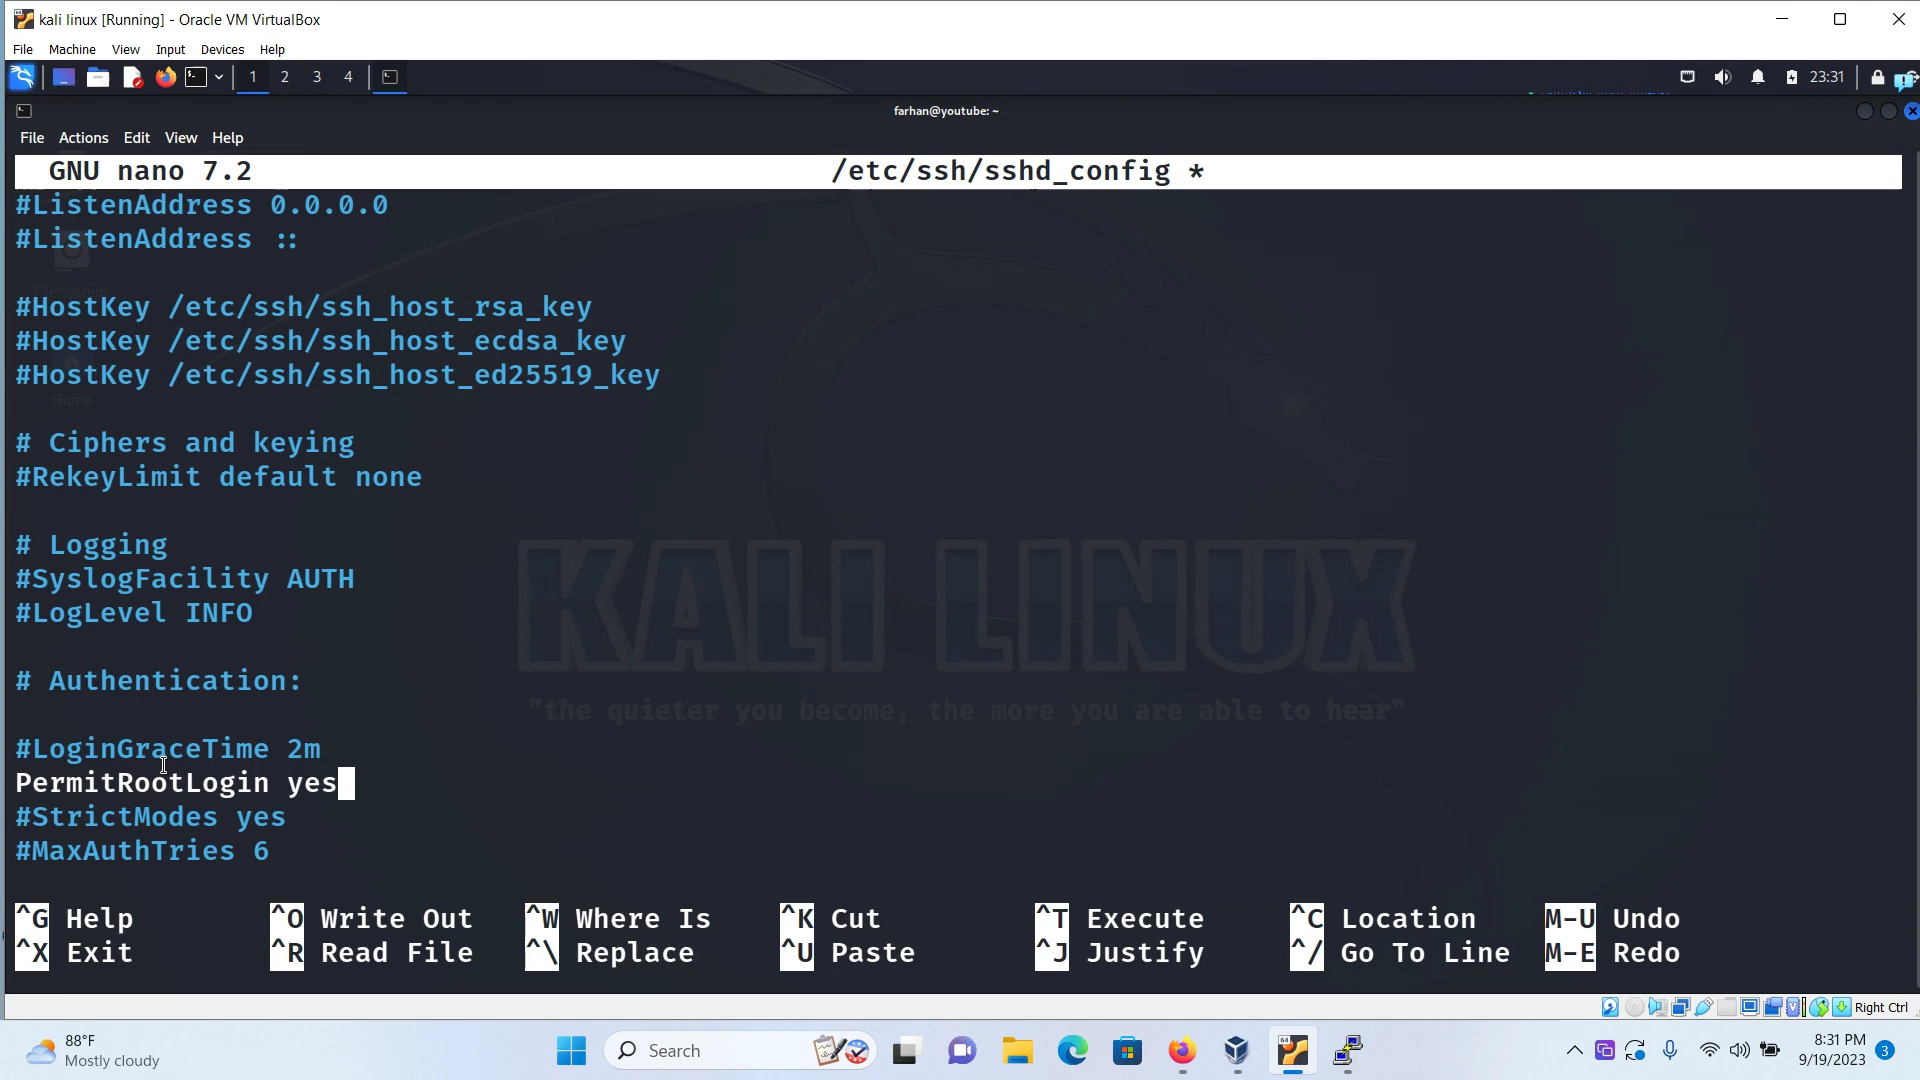 kali linux [Running] - Oracle VM VirtualBox
File Machine View Input Devices Help
1 2 3 4 23:31
farhan@youtube: ~
File Actions Edit View Help
GNU nano 7.2 /etc/ssh/sshd_config *
#ListenAddress 0.0.0.0
#ListenAddress ::
File System
#HostKey /etc/ssh/ssh_host_rsa_key
#HostKey /etc/ssh/ssh_host_ecdsa_key
#HostKey /etc/ssh/ssh_host_ed25519_key
Home
# Ciphers and keying
#RekeyLimit default none
# Logging
#SyslogFacility AUTH
#LogLevel INFO
KALI LINUX
"the quieter you become, the more you are able to hear"
# Authentication:
#LoginGraceTime 2m
PermitRootLogin yes
#StrictModes yes
#MaxAuthTries 6
^G Help ^O Write Out ^W Where Is ^K Cut ^T Execute ^C Location M-U Undo
^X Exit ^R Read File ^\ Replace ^U Paste ^J Justify ^/ Go To Line M-E Redo
Right Ctrl
88°F
Mostly cloudy
Search
8:31 PM
9/19/2023
3